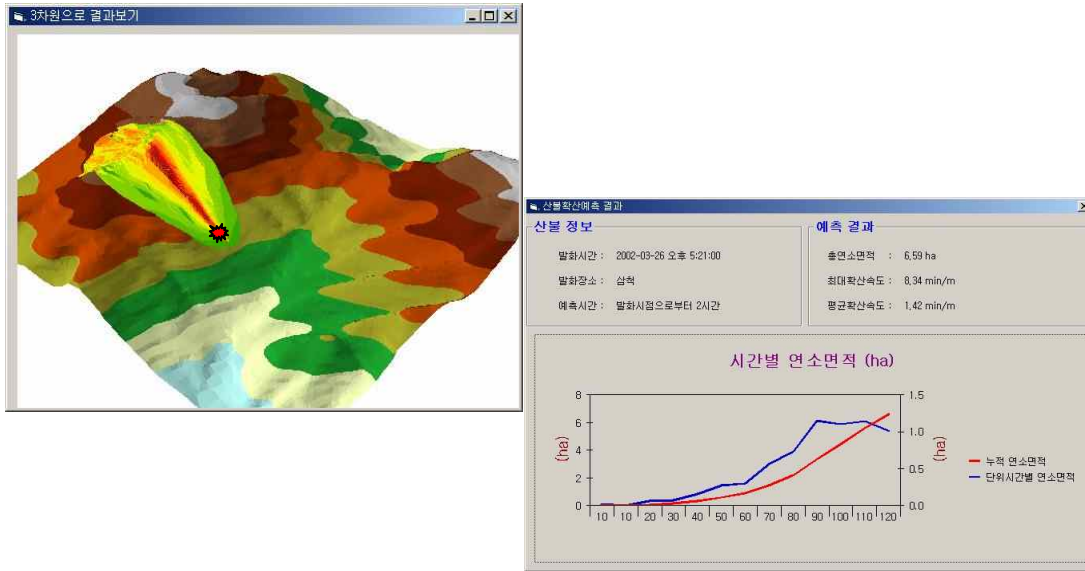 3차원으로 결과보기
산불확산예측 결과
산불 정보
발화시간 : 2002-03-26 오후 5:21:00
발화장소 : 삼척
예측시간 : 발화시점으로부터 2시간
예측 결과
총연소면적 : 6,59 ha
최대확산속도 : 8,34 min/m
평균확산속도 : 1,42 min/m
시간별 연소면적 (ha)
8
6
4
2
0
(ha)
1.5
1.0
0.5
0.0
(ha)
10 10 20 30 40 50 60 70 80 90 100 110 120
누적 연소면적
단위시간별 연소면적